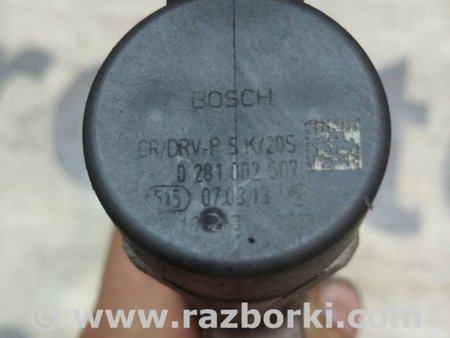 BOSCH
CR/DRV-P S K/20S
0 281 002 507
515 07.03.13
www.razborki.com